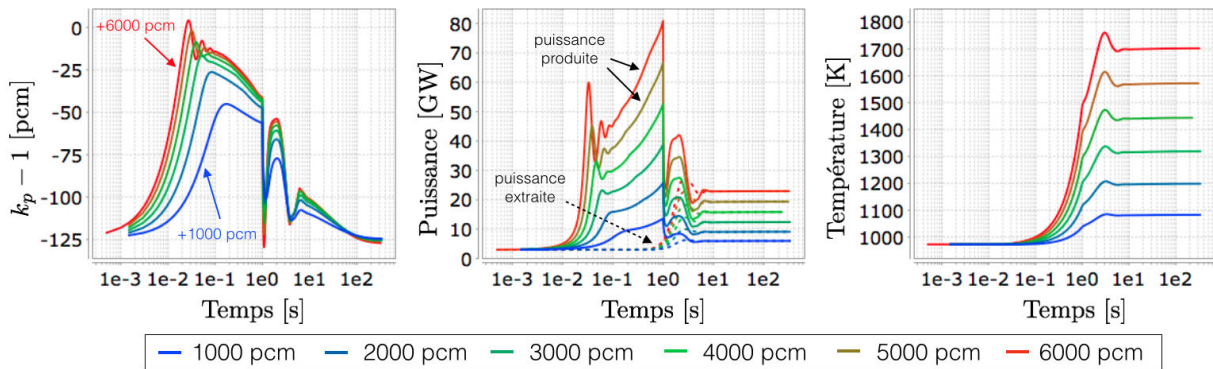 +6000 pcm
+1000 pcm
k_p − 1 [pcm]
0
-25
-50
-75
-100
-125
1e-3 1e-2 1e-1 1e0 1e1 1e2
Temps [s]
puissance
produite
puissance
extraite
Puissance [GW]
80
70
60
50
40
30
20
10
0
1e-3 1e-2 1e-1 1e0 1e1 1e2
Temps [s]
Température [K]
1800
1700
1600
1500
1400
1300
1200
1100
1000
1e-3 1e-2 1e-1 1e0 1e1 1e2
Temps [s]
1000 pcm 2000 pcm 3000 pcm 4000 pcm 5000 pcm 6000 pcm